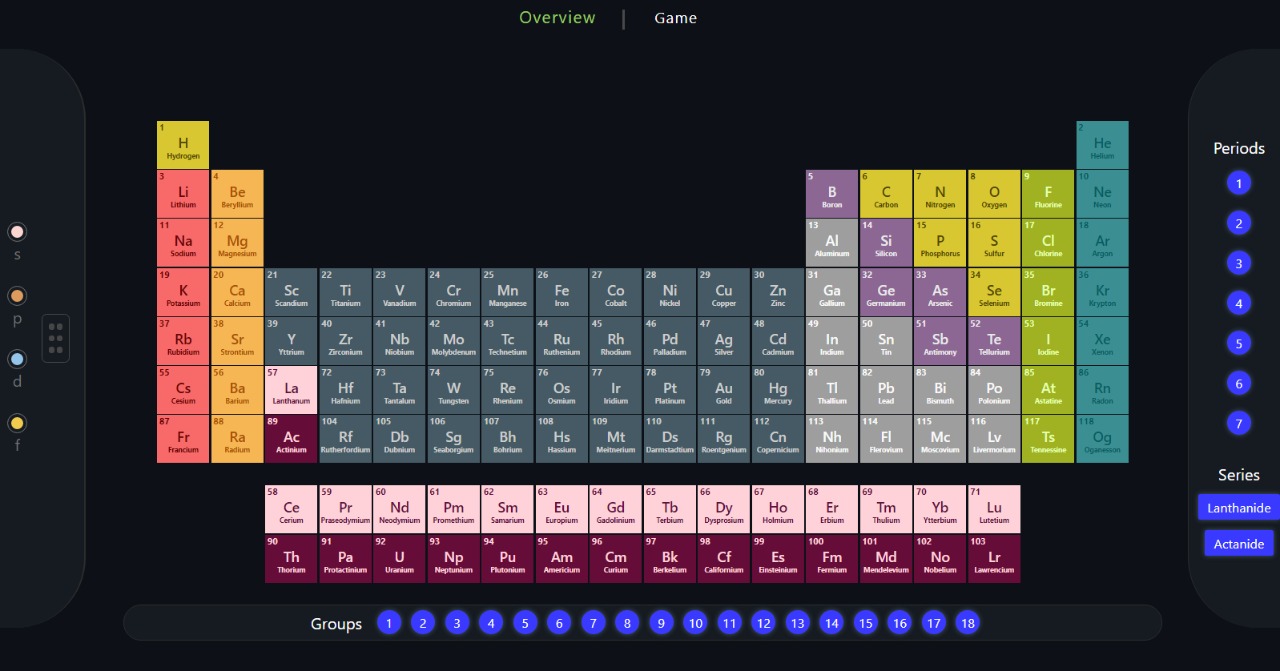 Overview | Game
1 H Hydrogen 2 He Helium
3 Li Lithium 4 Be Beryllium 5 B Boron 6 C Carbon 7 N Nitrogen 8 O Oxygen 9 F Fluorine 10 Ne Neon
11 Na Sodium 12 Mg Magnesium 13 Al Aluminum 14 Si Silicon 15 P Phosphorus 16 S Sulfur 17 Cl Chlorine 18 Ar Argon
19 K Potassium 20 Ca Calcium 21 Sc Scandium 22 Ti Titanium 23 V Vanadium 24 Cr Chromium 25 Mn Manganese 26 Fe Iron 27 Co Cobalt 28 Ni Nickel 29 Cu Copper 30 Zn Zinc 31 Ga Gallium 32 Ge Germanium 33 As Arsenic 34 Se Selenium 35 Br Bromine 36 Kr Krypton
37 Rb Rubidium 38 Sr Strontium 39 Y Yttrium 40 Zr Zirconium 41 Nb Niobium 42 Mo Molybdenum 43 Tc Technetium 44 Ru Ruthenium 45 Rh Rhodium 46 Pd Palladium 47 Ag Silver 48 Cd Cadmium 49 In Indium 50 Sn Tin 51 Sb Antimony 52 Te Tellurium 53 I Iodine 54 Xe Xenon
55 Cs Cesium 56 Ba Barium 57 La Lanthanum 72 Hf Hafnium 73 Ta Tantalum 74 W Tungsten 75 Re Rhenium 76 Os Osmium 77 Ir Iridium 78 Pt Platinum 79 Au Gold 80 Hg Mercury 81 Tl Thallium 82 Pb Lead 83 Bi Bismuth 84 Po Polonium 85 At Astatine 86 Rn Radon
87 Fr Francium 88 Ra Radium 89 Ac Actinium 104 Rf Rutherfordium 105 Db Dubnium 106 Sg Seaborgium 107 Bh Bohrium 108 Hs Hassium 109 Mt Meitnerium 110 Ds Darmstadtium 111 Rg Roentgenium 112 Cn Copernicium 113 Nh Nihonium 114 Fl Flerovium 115 Mc Moscovium 116 Lv Livermorium 117 Ts Tennessine 118 Og Oganesson
58 Ce Cerium 59 Pr Praseodymium 60 Nd Neodymium 61 Pm Promethium 62 Sm Samarium 63 Eu Europium 64 Gd Gadolinium 65 Tb Terbium 66 Dy Dysprosium 67 Ho Holmium 68 Er Erbium 69 Tm Thulium 70 Yb Ytterbium 71 Lu Lutetium
90 Th Thorium 91 Pa Protactinium 92 U Uranium 93 Np Neptunium 94 Pu Plutonium 95 Am Americium 96 Cm Curium 97 Bk Berkelium 98 Cf Californium 99 Es Einsteinium 100 Fm Fermium 101 Md Mendelevium 102 No Nobelium 103 Lr Lawrencium
s
p
d
f
Periods
1
2
3
4
5
6
7
Series
Lanthanide
Actanide
Groups 1 2 3 4 5 6 7 8 9 10 11 12 13 14 15 16 17 18